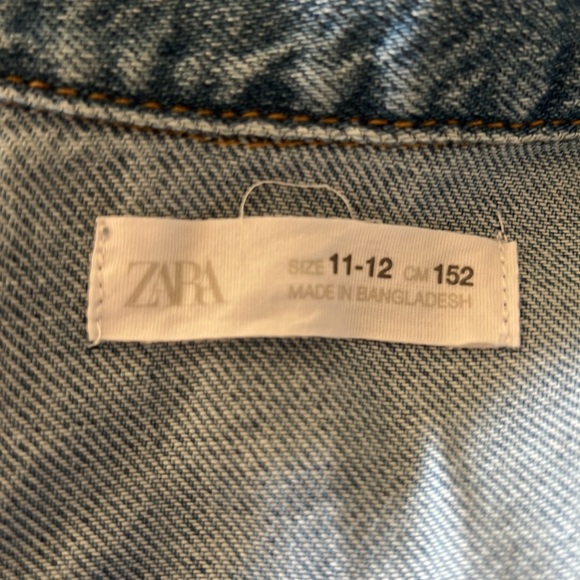 ZARA
SIZE 11-12 CM 152
MADE IN BANGLADESH